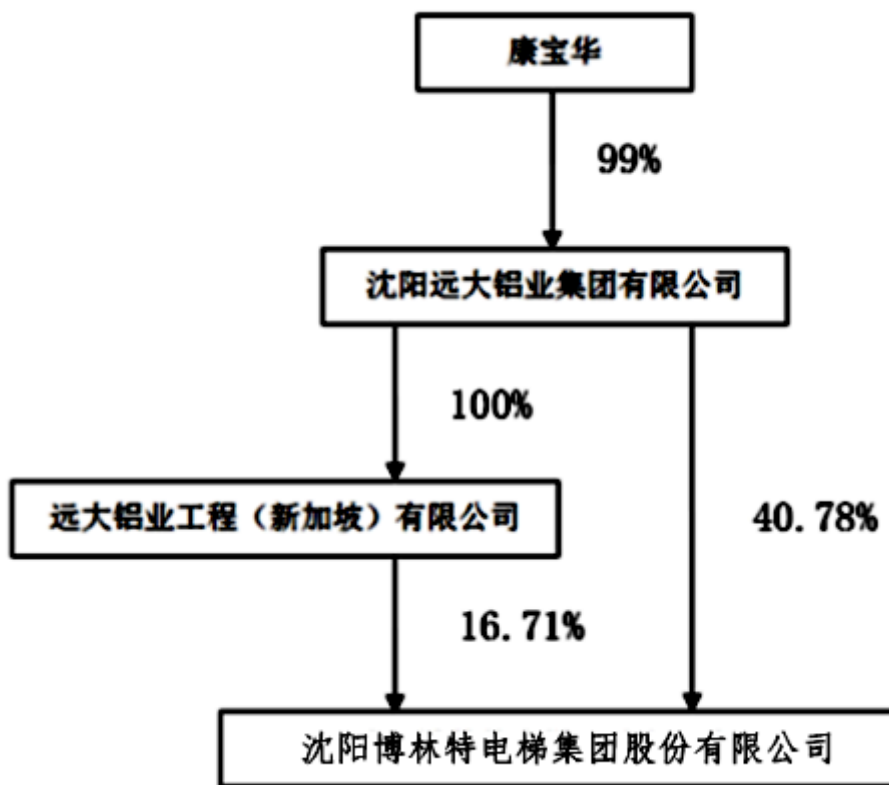 康宝华
99%
沈阳远大铝业集团有限公司
100%
远大铝业工程（新加坡）有限公司
40.78%
16.71%
沈阳博林特电梯集团股份有限公司